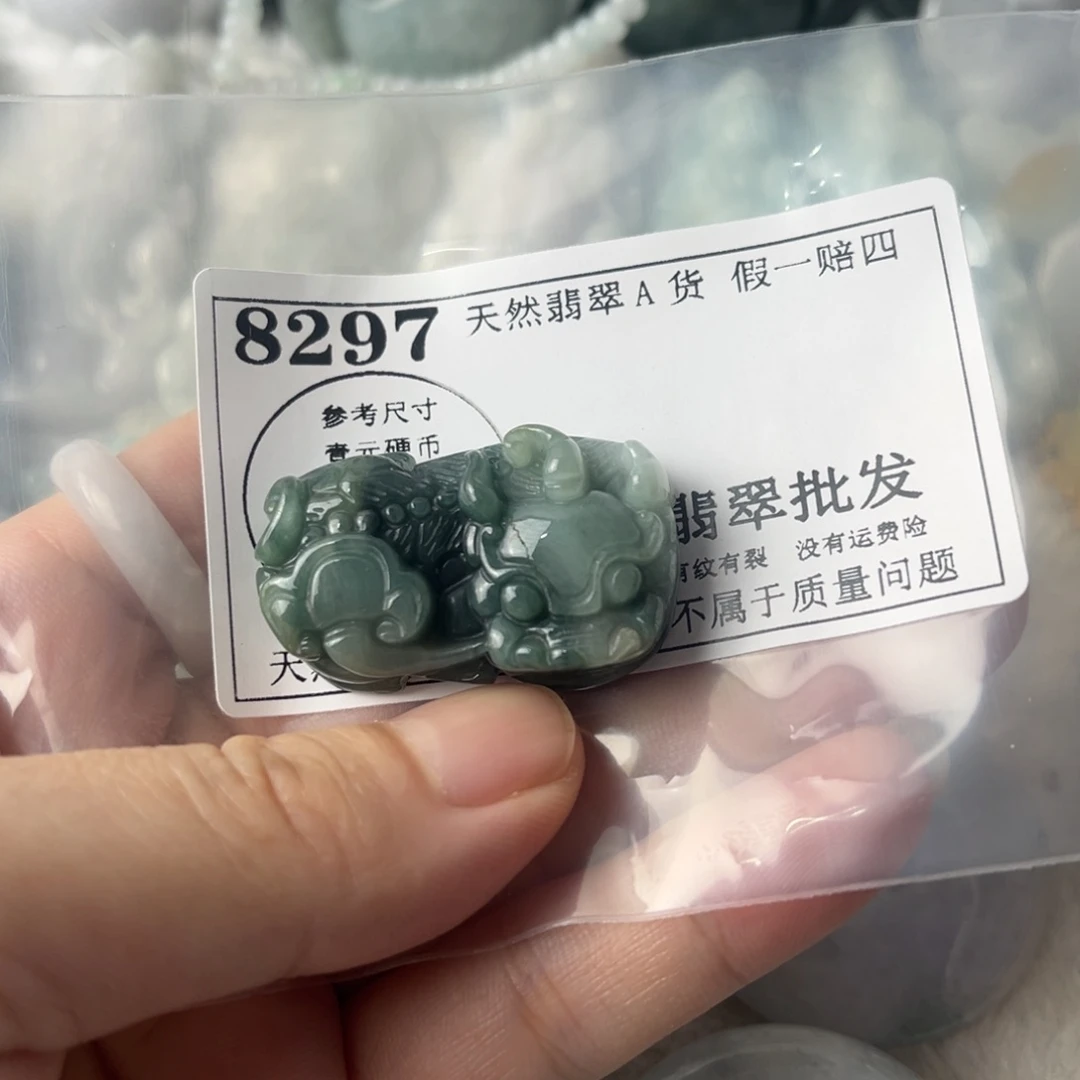 8297 天然翡翠A货 假一赔四
参考尺寸
壹元硬币
翡翠批发
有纹有裂 没有运费险
不属于质量问题
天然